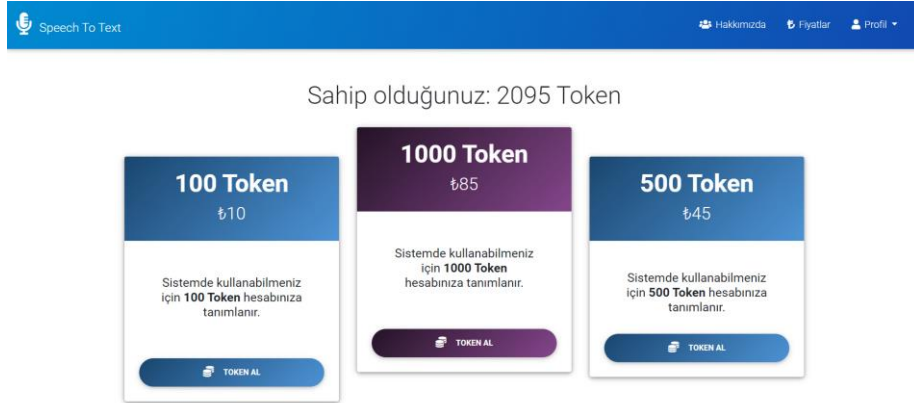 Speech To Text
Hakkımızda
Fiyatlar
Profil
Sahip olduğunuz: 2095 Token
100 Token
₺10
Sistemde kullanabilmeniz
için 100 Token hesabınıza
tanımlanır.
TOKEN AL
1000 Token
₺85
Sistemde kullanabilmeniz
için 1000 Token
hesabınıza tanımlanır.
TOKEN AL
500 Token
₺45
Sistemde kullanabilmeniz
için 500 Token hesabınıza
tanımlanır.
TOKEN AL